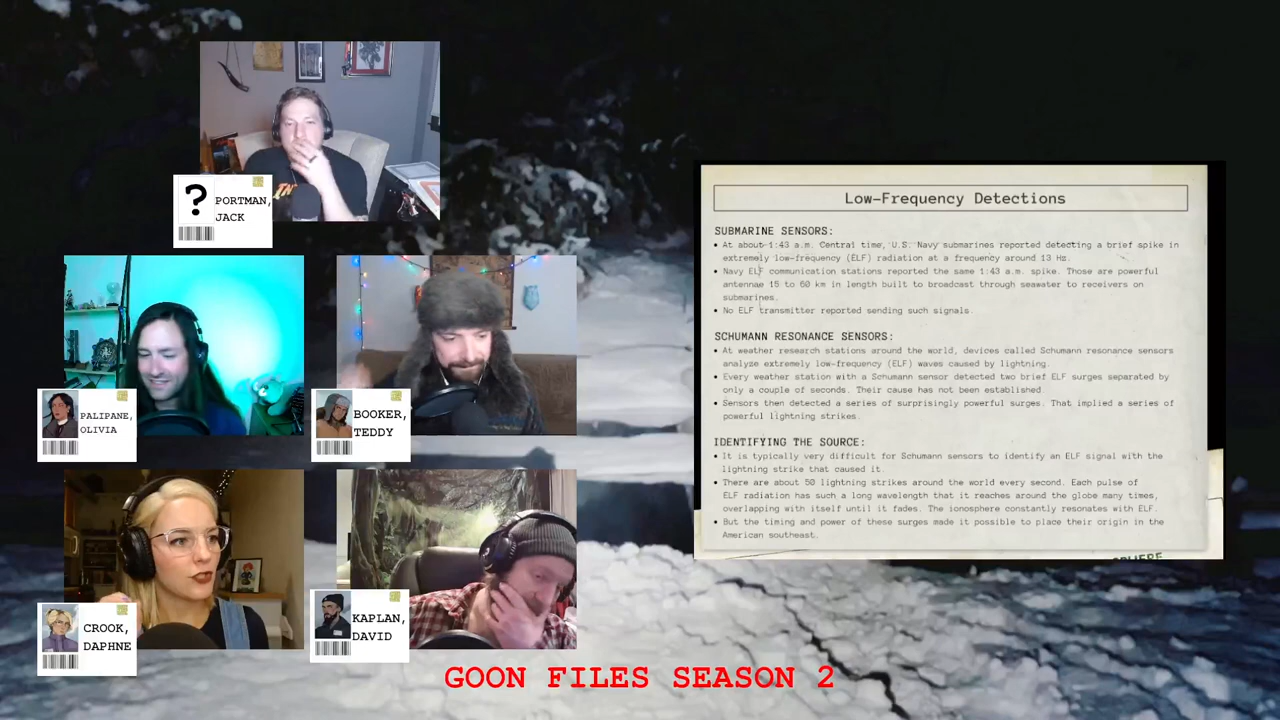 ?
PORTMAN,
JACK
PALIPANE,
OLIVIA
BOOKER,
TEDDY
CROOK,
DAPHNE
KAPLAN,
DAVID
Low-Frequency Detections
SUBMARINE SENSORS:
• At about 1:43 a.m. Central time, U.S. Navy submarines reported detecting a brief spike in
extremely low-frequency (ELF) radiation at a frequency around 13 Hz.
• Navy ELF communication stations reported the same 1:43 a.m. spike. Those are powerful
antennae 15 to 60 km in length built to broadcast through seawater to receivers on
submarines.
• No ELF transmitter reported sending such signals.
SCHUMANN RESONANCE SENSORS:
• At weather research stations around the world, devices called Schumann resonance sensors
analyze extremely low-frequency (ELF) waves caused by lightning.
• Every weather station with a Schumann sensor detected two brief ELF surges separated by
only a couple of seconds. Their cause has not been established.
• Sensors then detected a series of surprisingly powerful surges. That implied a series of
powerful lightning strikes.
IDENTIFYING THE SOURCE:
• It is typically very difficult for Schumann sensors to identify an ELF signal with the
lightning strike that caused it.
• There are about 50 lightning strikes around the world every second. Each pulse of
ELF radiation has such a long wavelength that it reaches around the globe many times,
overlapping with itself until it fades. The ionosphere constantly resonates with ELF.
• But the timing and power of these surges made it possible to place their origin in the
American southeast.
GOON FILES SEASON 2